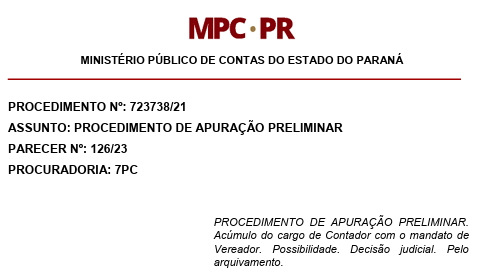 MPC • PR
MINISTÉRIO PÚBLICO DE CONTAS DO ESTADO DO PARANÁ
PROCEDIMENTO Nº: 723738/21
ASSUNTO: PROCEDIMENTO DE APURAÇÃO PRELIMINAR
PARECER Nº: 126/23
PROCURADORIA: 7PC
PROCEDIMENTO DE APURAÇÃO PRELIMINAR.
Acúmulo do cargo de Contador com o mandato de
Vereador. Possibilidade. Decisão judicial. Pelo
arquivamento.